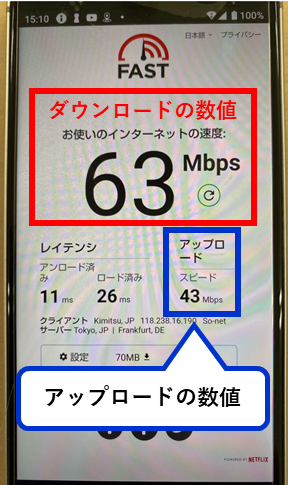 15:10 100%
日本語 プライバシー
FAST
ダウンロードの数値
お使いのインターネットの速度:
63 Mbps
レイテンシ
アップロ
ード
アンロード済
み
ロード済み
スピード
11 ms
26 ms
43 Mbps
クライアント Kimitsu, JP 118.238.16.190 So-net
サーバー Tokyo, JP | Frankfurt, DE
設定 70MB
アップロードの数値
POWERED BY NETFLIX